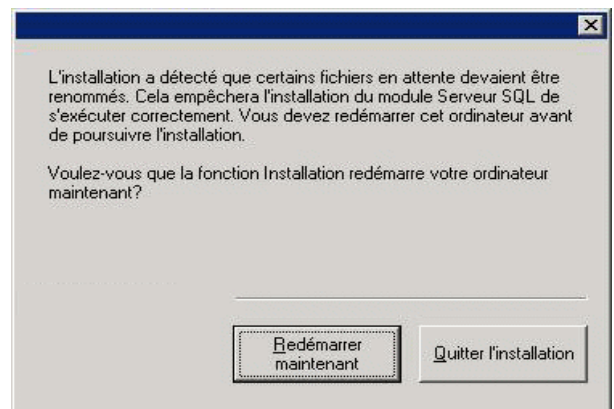 L'installation a détecté que certains fichiers en attente devaient être
renommés. Cela empêchera l'installation du module Serveur SQL de
s'exécuter correctement. Vous devez redémarrer cet ordinateur avant
de poursuivre l'installation.
Voulez-vous que la fonction Installation redémarre votre ordinateur
maintenant?
Redémarrer
maintenant
Quitter l'installation